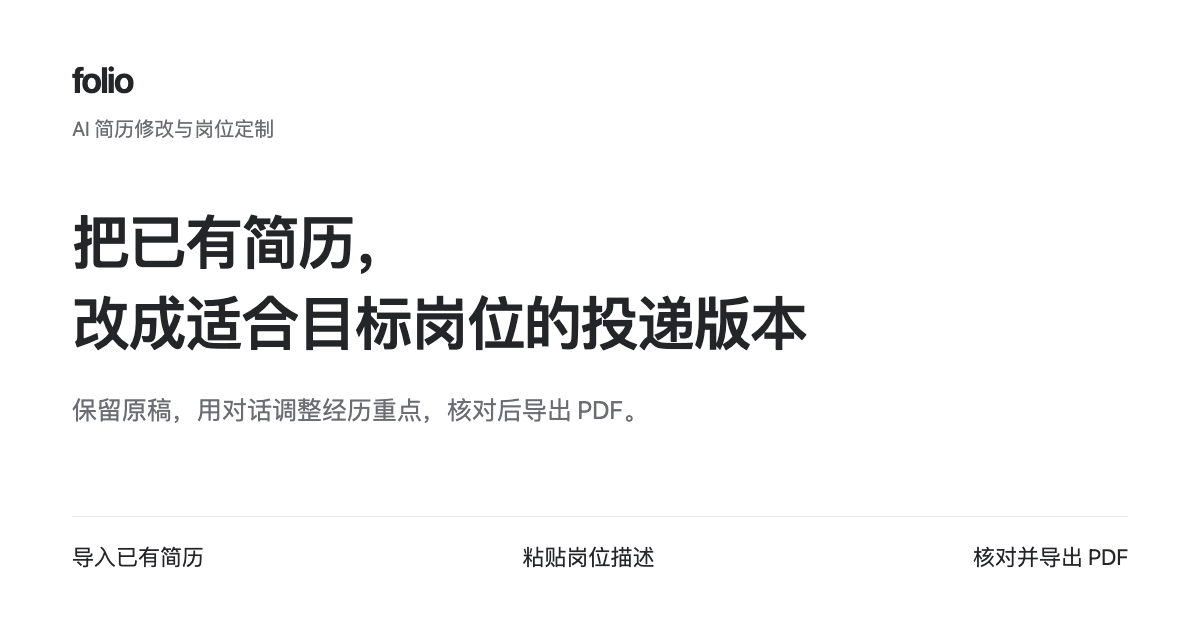 folio
AI 简历修改与岗位定制
把已有简历，
改成适合目标岗位的投递版本
保留原稿，用对话调整经历重点，核对后导出 PDF。
导入已有简历
粘贴岗位描述
核对并导出 PDF